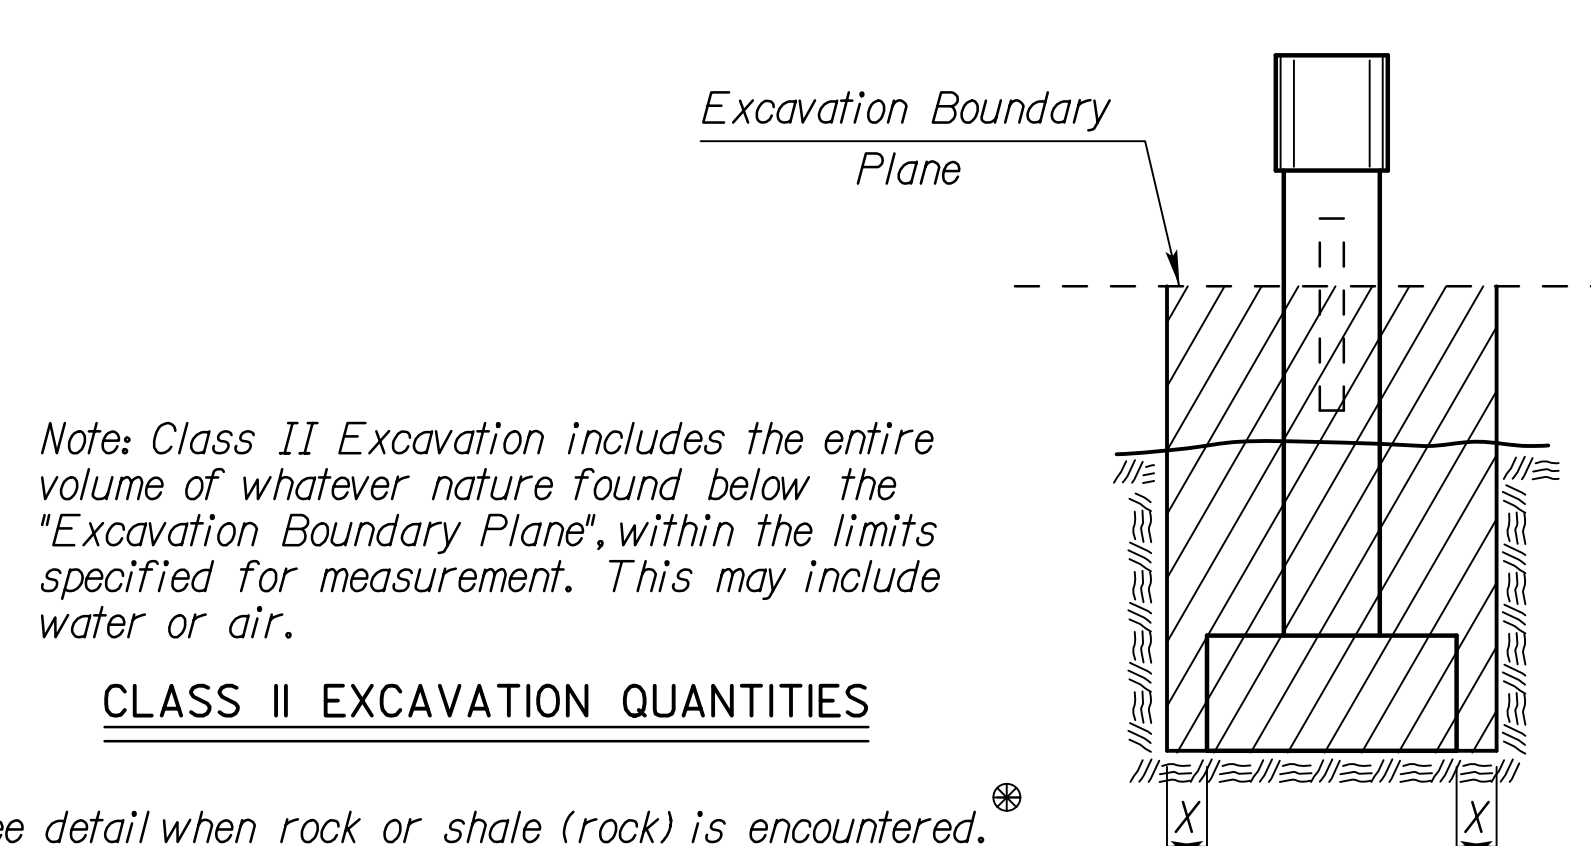 Excavation Boundary
Plane
Note: Class II Excavation includes the entire
volume of whatever nature found below the
"Excavation Boundary Plane", within the limits
specified for measurement. This may include
water or air.
CLASS II EXCAVATION QUANTITIES
detail when rock or shale (rock) is encountered.
X X